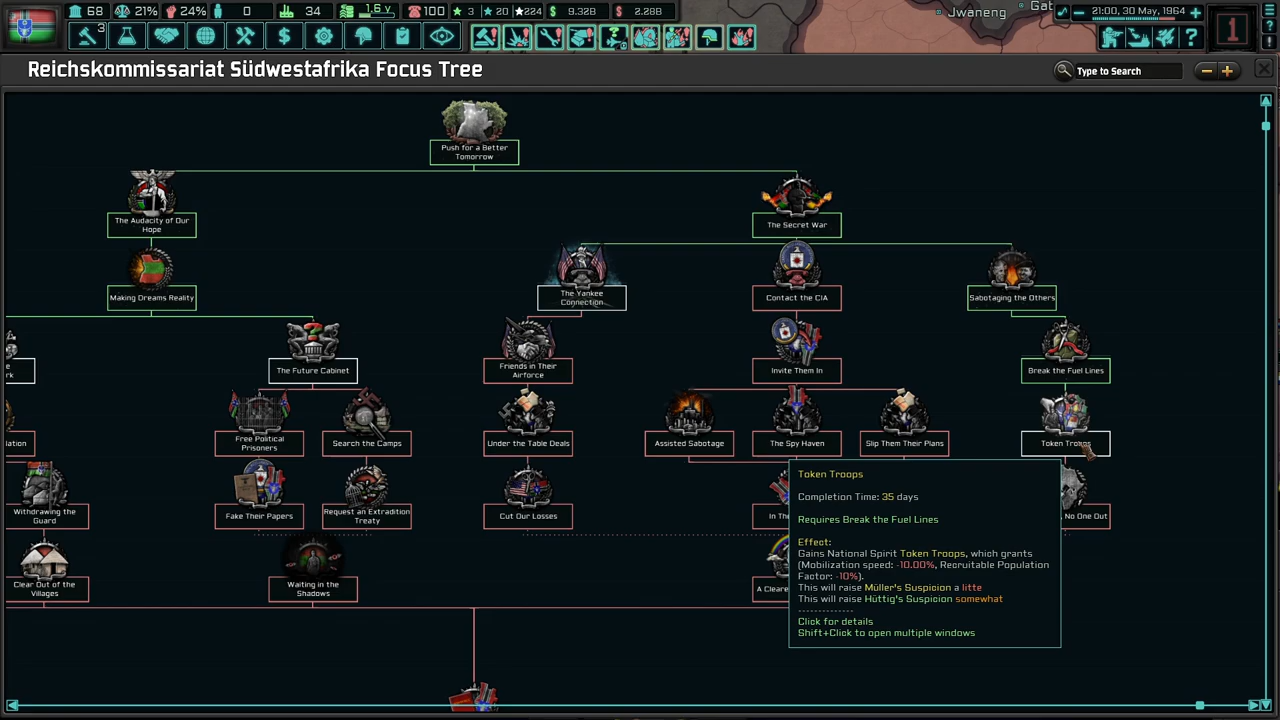 68 21% 24% 0 34 1.6 v 100 3 20 224 $ 9.32B $ 2.28B
Jwaneng
Gab
21:00, 30 May, 1964
3
1
Reichskommissariat Südwestafrika Focus Tree
Type to Search
Push for a Better
Tomorrow
The Audacity of Our
Hope
The Secret War
Making Dreams Reality
The Yankee
Connection
Contact the CIA
Sabotaging the Others
rk
The Future Cabinet
Friends in Their
Airforce
Invite Them In
Break the Fuel Lines
lation
Free Political
Prisoners
Search the Camps
Under the Table Deals
Assisted Sabotage
The Spy Haven
Slip Them Their Plans
Token Troops
Withdrawing the
Guard
Fake Their Papers
Request an Extradition
Treaty
Cut Our Losses
In Th
, No One Out
Clear Out of the
Villages
Waiting in the
Shadows
A Cleare
Token Troops
Completion Time: 35 days
Requires Break the Fuel Lines
Effect:
Gains National Spirit Token Troops, which grants
(Mobilization speed: -10.00%, Recruitable Population
Factor: -10%).
This will raise Müller's Suspicion a litte
This will raise Hüttig's Suspicion somewhat
--------------
Click for details
Shift+Click to open multiple windows